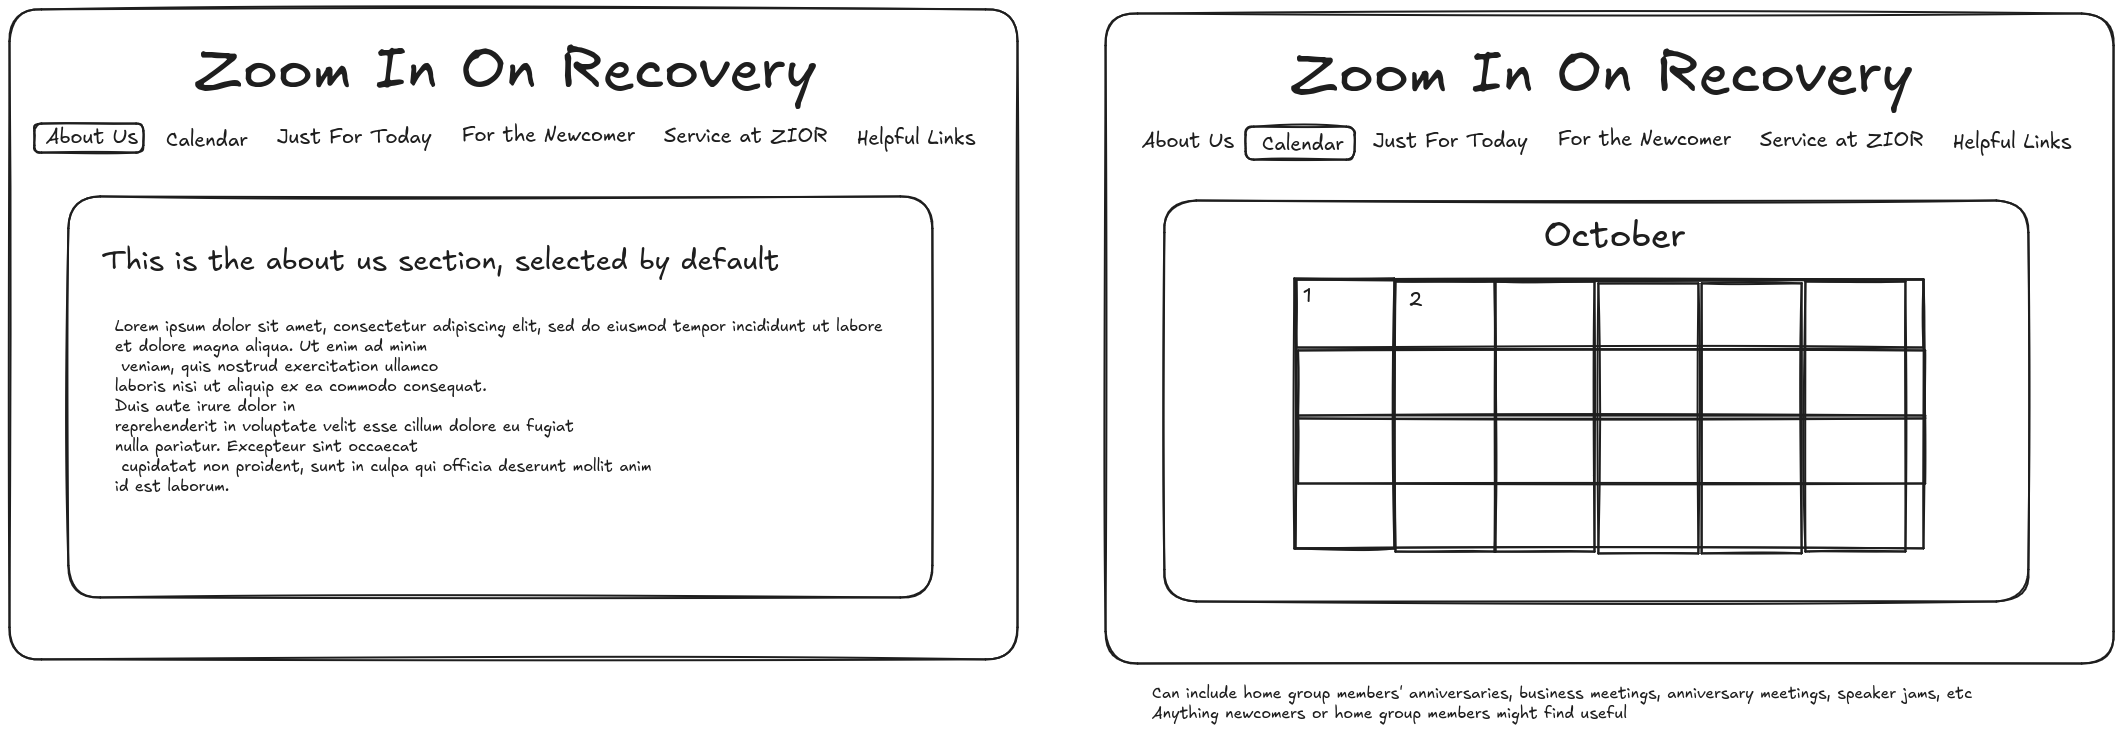 Zoom In On Recovery
About Us Calendar Just For Today For the Newcomer Service at ZIOR Helpful Links
This is the about us section, selected by default
Lorem ipsum dolor sit amet, consectetur adipiscing elit, sed do eiusmod tempor incididunt ut labore
et dolore magna aliqua. Ut enim ad minim
veniam, quis nostrud exercitation ullamco
laboris nisi ut aliquip ex ea commodo consequat.
Duis aute irure dolor in
reprehenderit in voluptate velit esse cillum dolore eu fugiat
nulla pariatur. Excepteur sint occaecat
cupidatat non proident, sunt in culpa qui officia deserunt mollit anim
id est laborum.
Zoom In On Recovery
About Us Calendar Just For Today For the Newcomer Service at ZIOR Helpful Links
October
1 2
Can include home group members' anniversaries, business meetings, anniversary meetings, speaker jams, etc
Anything newcomers or home group members might find useful